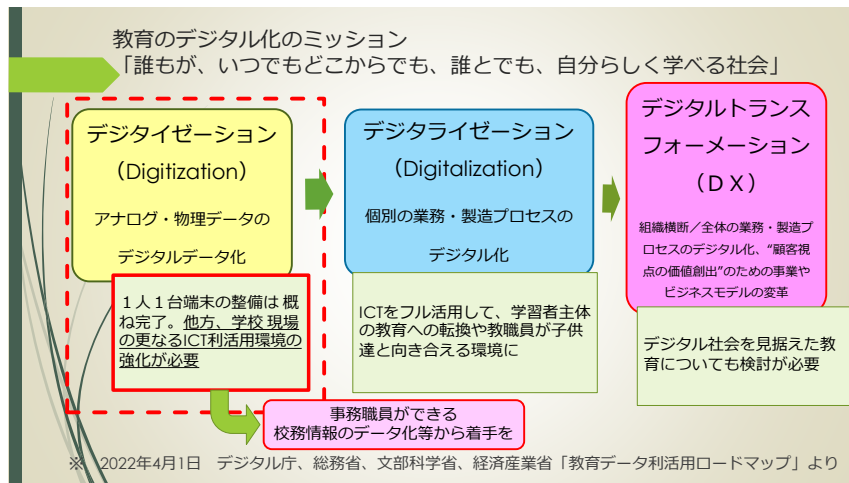 教育のデジタル化のミッション
「誰もが、いつでもどこからでも、誰とでも、自分らしく学べる社会」
デジタイゼーション
（Digitization）
アナログ・物理データの
デジタルデータ化
１人１台端末の整備は 概
ね完了。他方、学校 現場
の更なるICT利活用環境の
強化が必要
デジタライゼーション
（Digitalization）
個別の業務・製造プロセスの
デジタル化
ICTをフル活用して、学習者主体
の教育への転換や教職員が子供
達と向き合える環境に
デジタルトランス
フォーメーション
（ＤＸ）
組織横断／全体の業務・製造プ
ロセスのデジタル化、“顧客視
点の価値創出”のための事業や
ビジネスモデルの変革
デジタル社会を見据えた教
育についても検討が必要
事務職員ができる
校務情報のデータ化等から着手を
※　2022年4月1日　デジタル庁、総務省、文部科学省、経済産業省「教育データ利活用ロードマップ」より